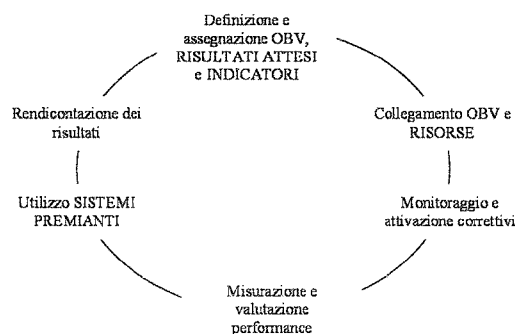 Definizione e
assegnazione OBV,
RISULTATI ATTESI
e INDICATORI
Collegamento OBV e
RISORSE
Monitoraggio e
attivazione correttivi
Misurazione e
valutazione
performance
Utilizzo SISTEMI
PREMIANTI
Rendicontazione dei
risultati